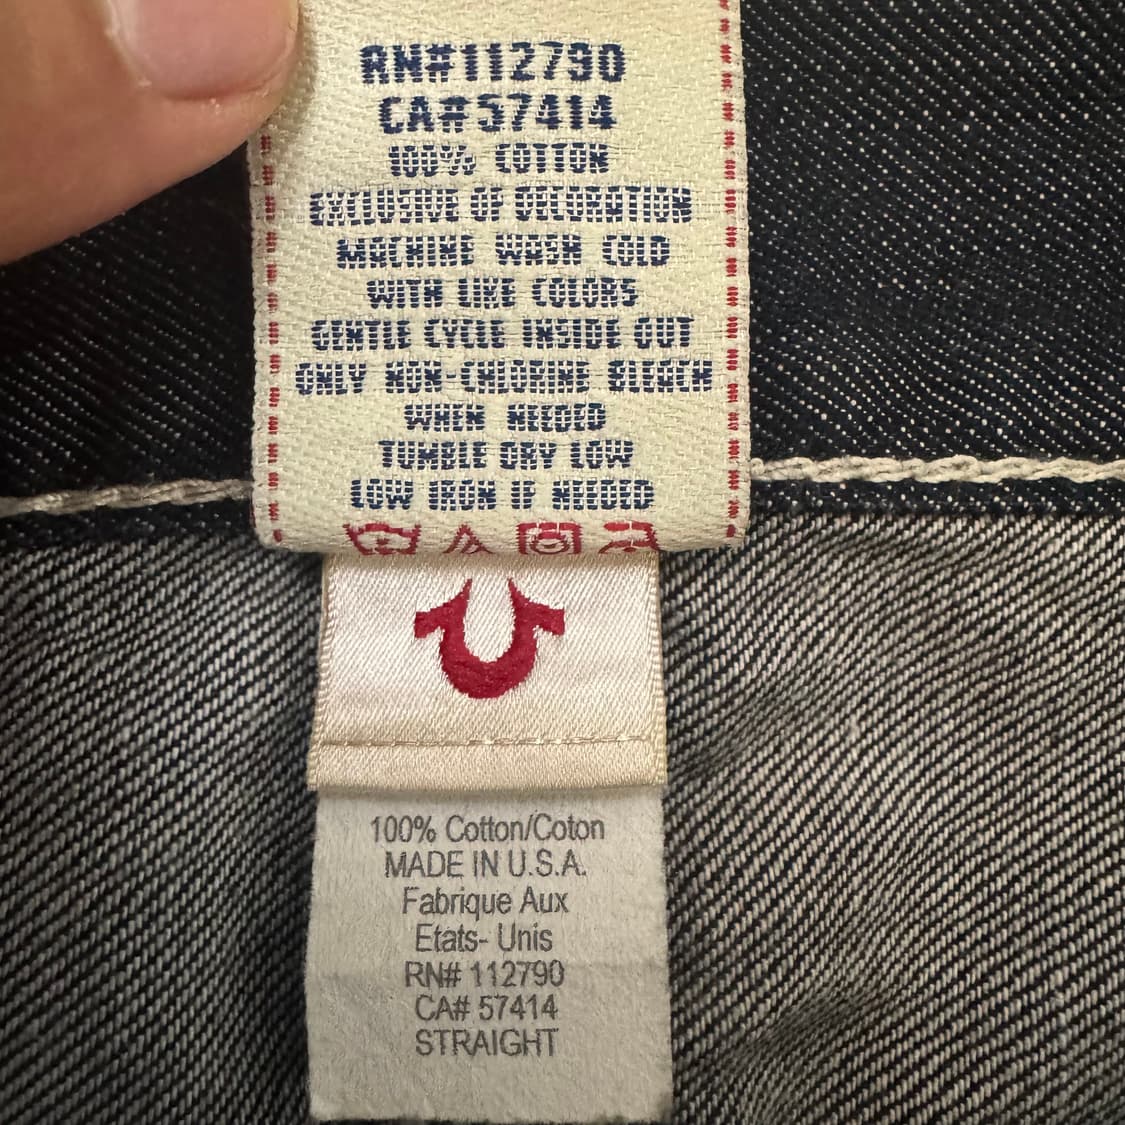 RN#112790
CA#57414
100% COTTON
EXCLUSIVE OF DECORATION
MACHINE WASH COLD
WITH LIKE COLORS
GENTLE CYCLE INSIDE OUT
ONLY NON-CHLORINE BLEACH
WHEN NEEDED
TUMBLE DRY LOW
LOW IRON IF NEEDED
100% Cotton/Coton
MADE IN U.S.A.
Fabrique Aux
Etats- Unis
RN# 112790
CA# 57414
STRAIGHT